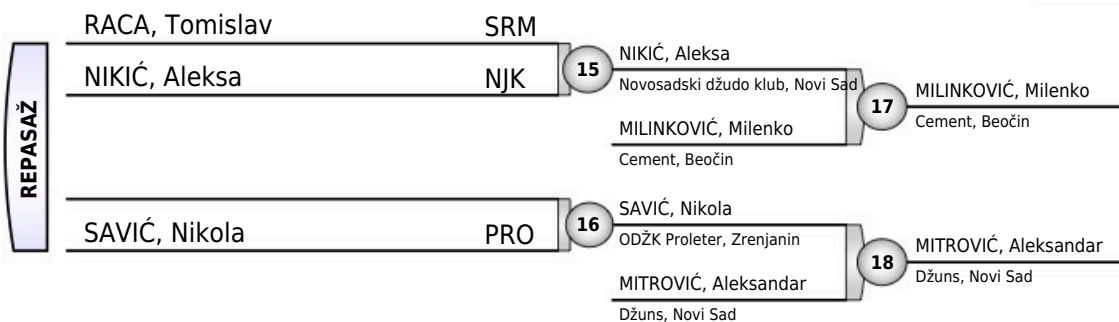 REPASAŽ
RACA, Tomislav SRM
NIKIĆ, Aleksa NJK
15
NIKIĆ, Aleksa
Novosadski džudo klub, Novi Sad
MILINKOVIĆ, Milenko
Cement, Beočin
17
MILINKOVIĆ, Milenko
Cement, Beočin
SAVIĆ, Nikola PRO
16
SAVIĆ, Nikola
ODŽK Proleter, Zrenjanin
MITROVIĆ, Aleksandar
Džuns, Novi Sad
18
MITROVIĆ, Aleksandar
Džuns, Novi Sad